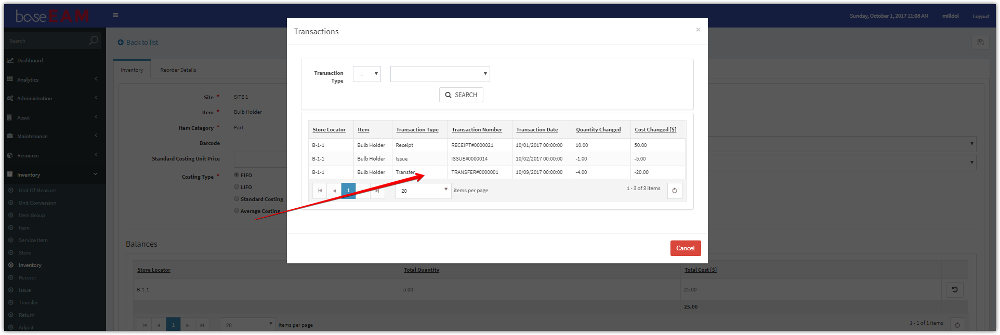 baseEAM
Sunday, October 1, 2017 11:08 AM milldol Logout
Search
Dashboard
Analytics
Administration
Asset
Maintenance
Resource
Inventory
Unit Of Measure
Unit Conversion
Item Group
Item
Service Item
Store
Inventory
Receipt
Issue
Transfer
Return
Adjust
Back to list
Inventory Reorder Details
Site * SITE 1
Item * Bulb Holder
Item Category * Part
Barcode
Standard Costing Unit Price
Costing Type * FIFO
LIFO
Standard Costing
Average Costing
Transactions ×
Transaction Type =
SEARCH
Store Locator Item Transaction Type Transaction Number Transaction Date Quantity Changed Cost Changed [$]
B-1-1 Bulb Holder Receipt RECEIPT#0000021 10/01/2017 00:00:00 10.00 50.00
B-1-1 Bulb Holder Issue ISSUE#0000014 10/02/2017 00:00:00 -1.00 -5.00
B-1-1 Bulb Holder Transfer TRANSFER#0000001 10/09/2017 00:00:00 -4.00 -20.00
1 20 items per page 1 - 3 of 3 items
Cancel
Balances
Store Locator Total Quantity Total Cost [$]
B-1-1 5.00 25.00
25.00
1 20 items per page 1 - 1 of 1 items